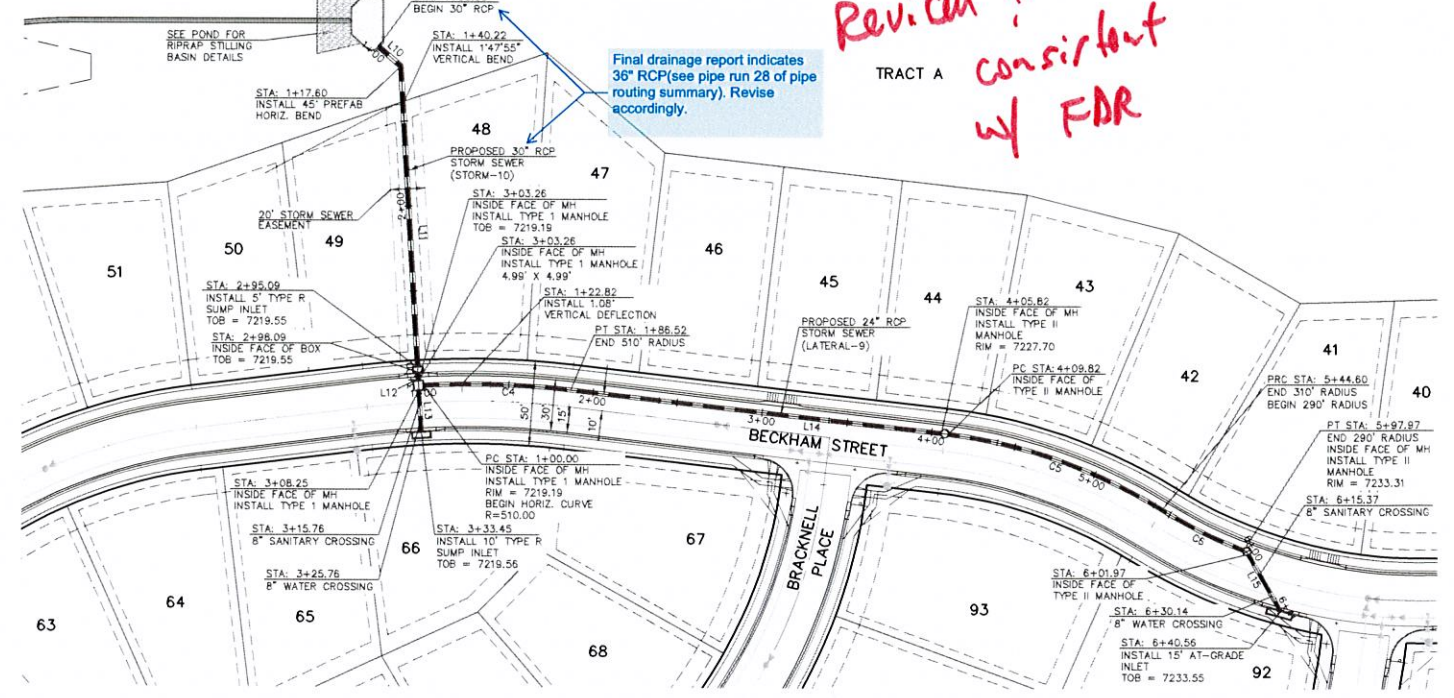 BEGIN 30" RCP
SEE POND FOR
RIPRAP STILLING
BASIN DETAILS
1+00
L10
STA: 1+40.22
INSTALL 1°47'55"
VERTICAL BEND
STA: 1+17.60
INSTALL 45° PREFAB
HORIZ. BEND
Final drainage report indicates
36" RCP(see pipe run 28 of pipe
routing summary). Revise
accordingly.
TRACT A
consistent
w/ FDR
48
PROPOSED 30" RCP
STORM SEWER
(STORM-10)
47
2+00
L11
20' STORM SEWER
EASEMENT
STA: 3+03.26
INSIDE FACE OF MH
INSTALL TYPE 1 MANHOLE
TOB = 7219.19
STA: 3+03.26
INSIDE FACE OF MH
INSTALL TYPE 1 MANHOLE
4.99' X 4.99'
51
50
49
46
45
44
43
42
41
40
STA: 2+95.09
INSTALL 5' TYPE R
SUMP INLET
TOB = 7219.55
STA: 2+98.09
INSIDE FACE OF BOX
TOB = 7219.55
STA: 1+22.82
INSTALL 1.08°
VERTICAL DEFLECTION
PT STA: 1+86.52
END 510' RADIUS
PROPOSED 24" RCP
STORM SEWER
(LATERAL-9)
STA: 4+05.82
INSIDE FACE OF MH
INSTALL TYPE II
MANHOLE
RIM = 7227.70
PC STA: 4+09.82
INSIDE FACE OF
TYPE II MANHOLE
PRC STA: 5+44.60
END 310' RADIUS
BEGIN 290' RADIUS
PT STA: 5+97.97
END 290' RADIUS
INSIDE FACE OF MH
INSTALL TYPE II
MANHOLE
RIM = 7233.31
STA: 6+15.37
8" SANITARY CROSSING
L12
L13
C4
50'
30'
15'
10'
2+00
3+00
L14
4+00
C5
5+00
C6
L15
BECKHAM STREET
BRACKNELL
PLACE
PC STA: 1+00.00
INSIDE FACE OF MH
INSTALL TYPE 1 MANHOLE
RIM = 7219.19
BEGIN HORIZ. CURVE
R=510.00
STA: 3+08.25
INSIDE FACE OF MH
INSTALL TYPE 1 MANHOLE
STA: 3+15.76
8" SANITARY CROSSING
STA: 3+25.76
8" WATER CROSSING
STA: 3+33.45
INSTALL 10' TYPE R
SUMP INLET
TOB = 7219.56
STA: 6+01.97
INSIDE FACE OF
TYPE II MANHOLE
STA: 6+30.14
8" WATER CROSSING
STA: 6+40.56
INSTALL 15' AT-GRADE
INLET
TOB = 7233.55
63
64
65
66
67
68
93
92